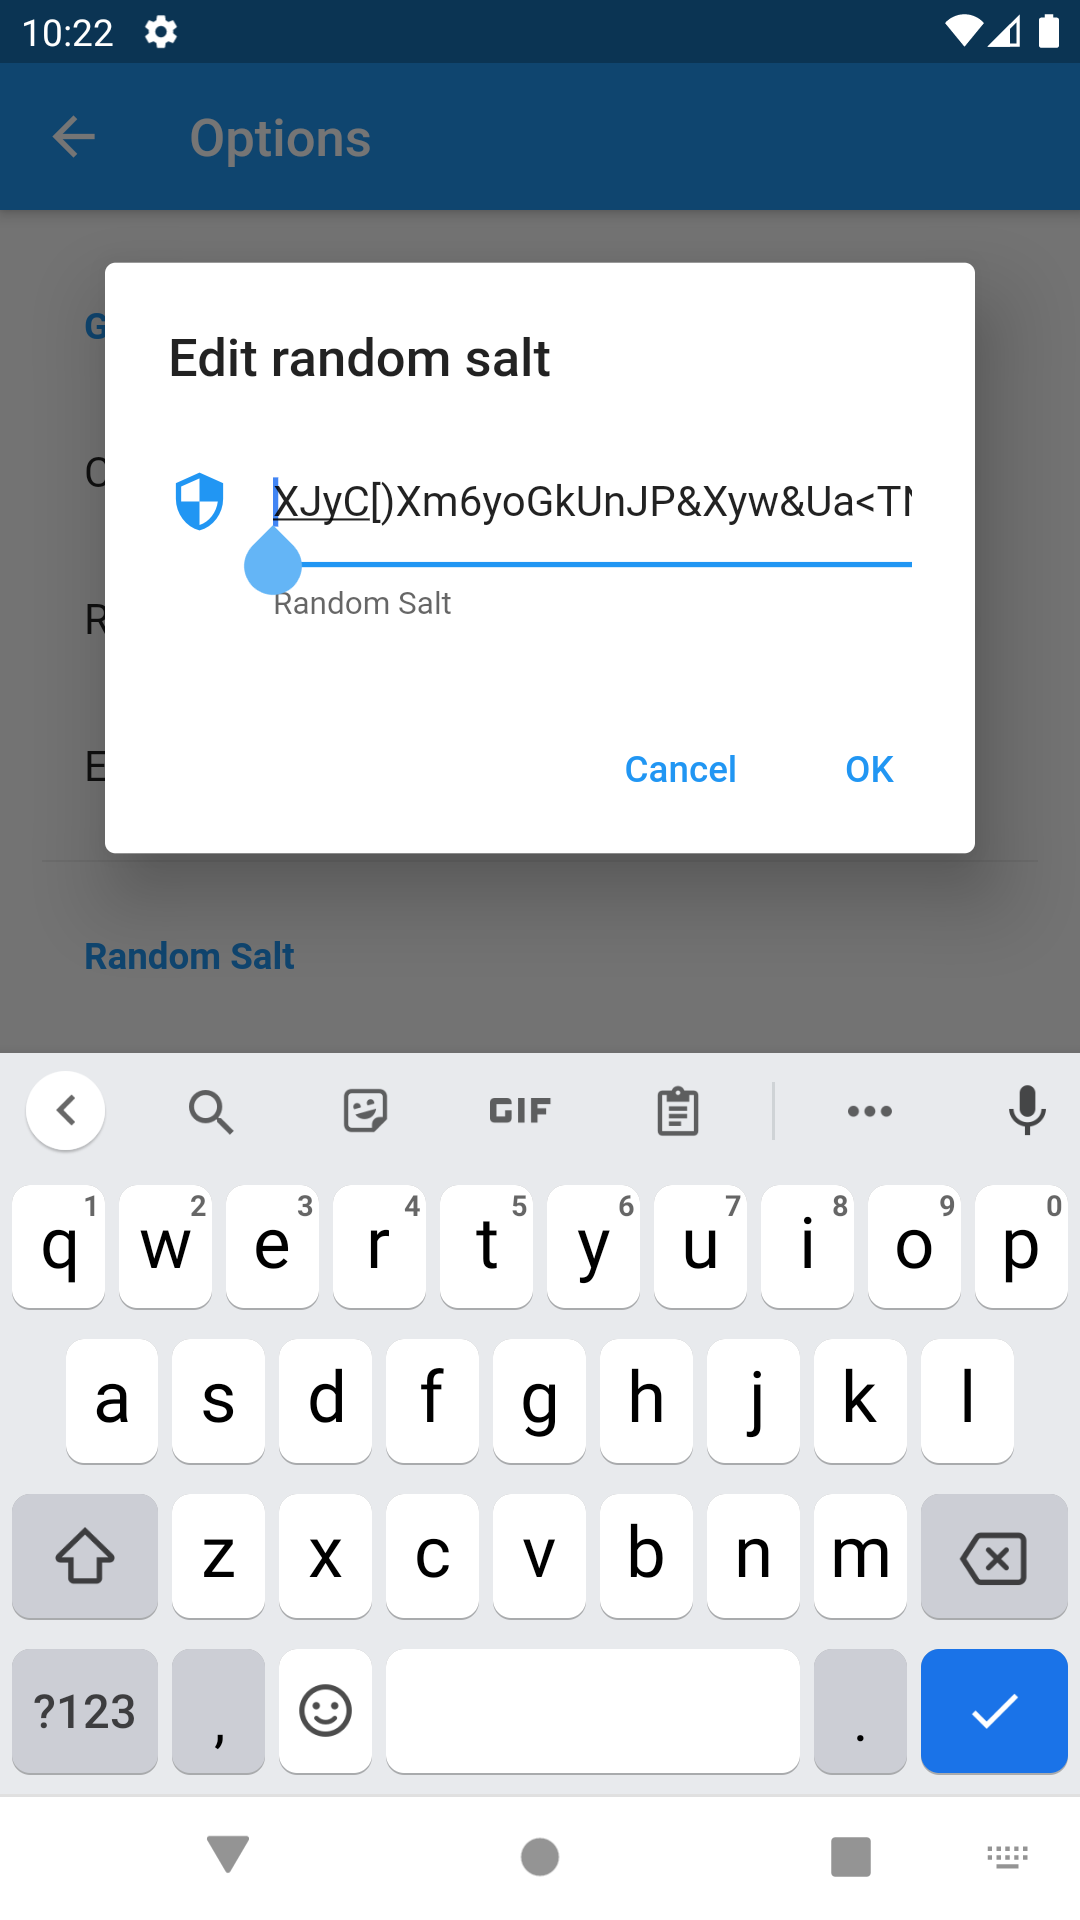 10:22
Options
Edit random salt
XJyC[)Xm6yoGkUnJP&Xyw&Ua<TN
Random Salt
Cancel
OK
Random Salt
GIF
q 1 w 2 e 3 r 4 t 5 y 6 u 7 i 8 o 9 p 0
a s d f g h j k l
z x c v b n m
?123 , .